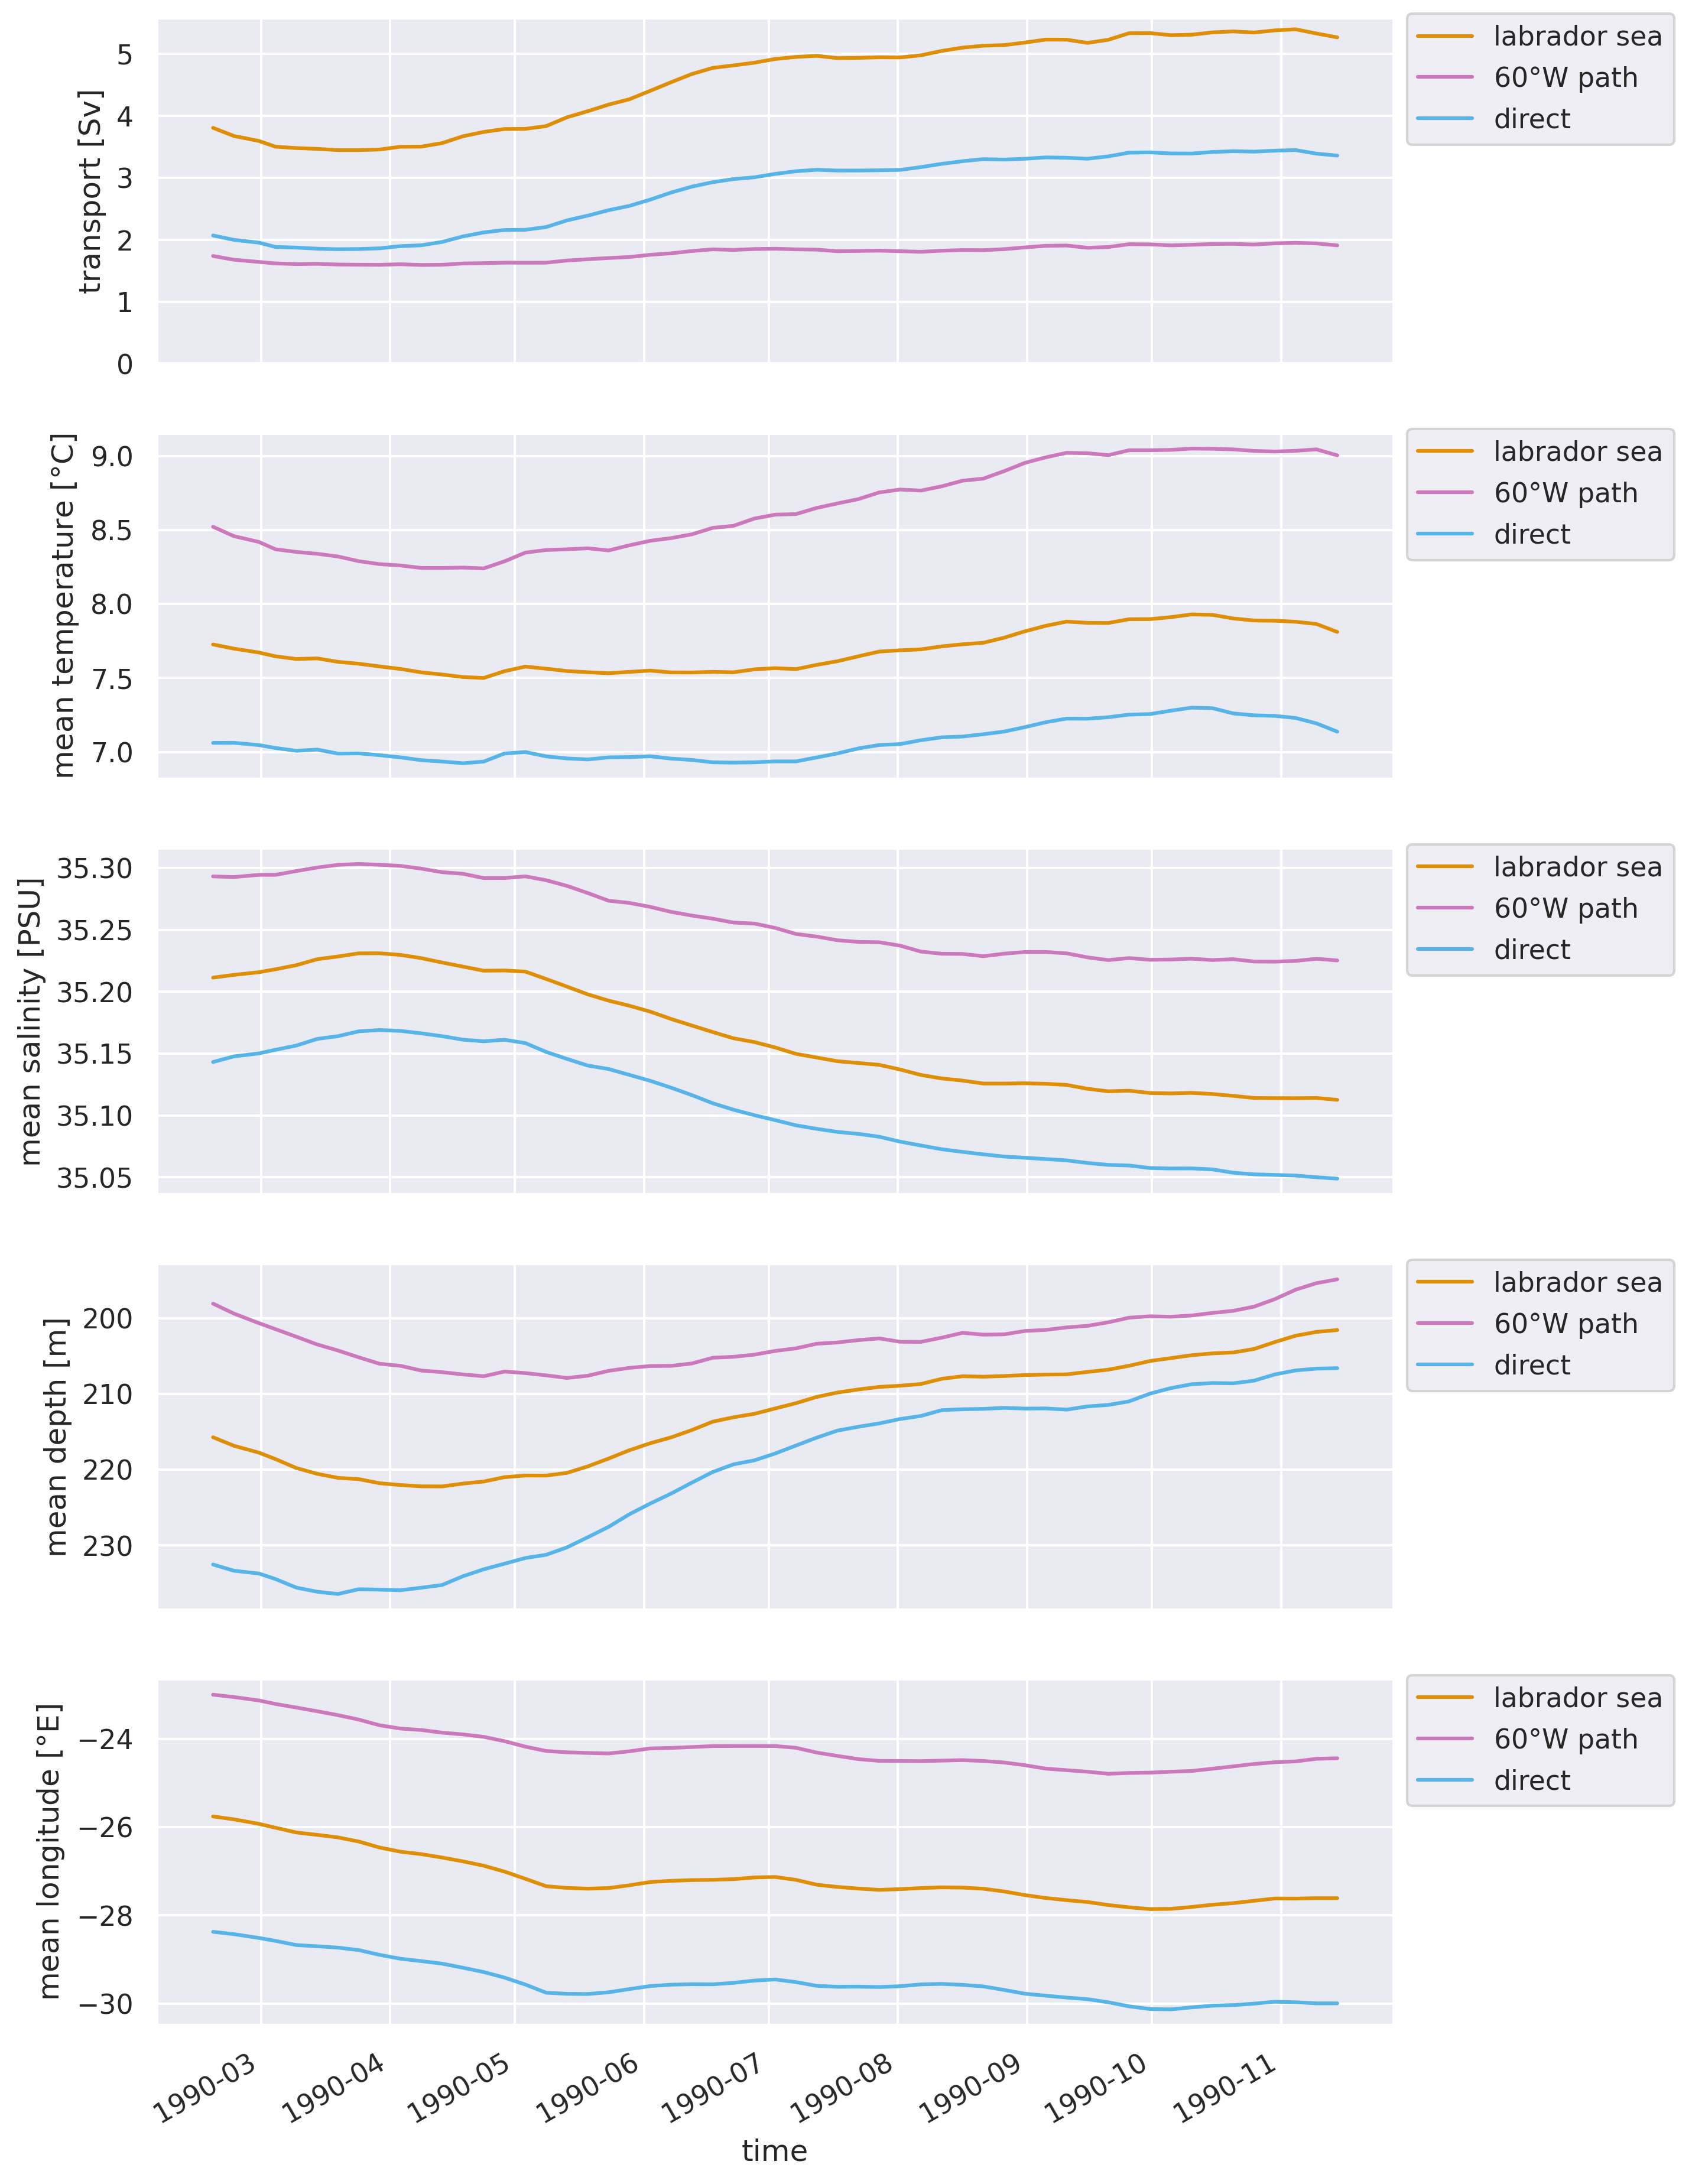 transport [Sv]
5
4
3
2
1
0
labrador sea
60°W path
direct
mean temperature [°C]
9.0
8.5
8.0
7.5
7.0
labrador sea
60°W path
direct
mean salinity [PSU]
35.30
35.25
35.20
35.15
35.10
35.05
labrador sea
60°W path
direct
mean depth [m]
200
210
220
230
labrador sea
60°W path
direct
mean longitude [°E]
−24
−26
−28
−30
labrador sea
60°W path
direct
1990-03
1990-04
1990-05
1990-06
1990-07
1990-08
1990-09
1990-10
1990-11
time